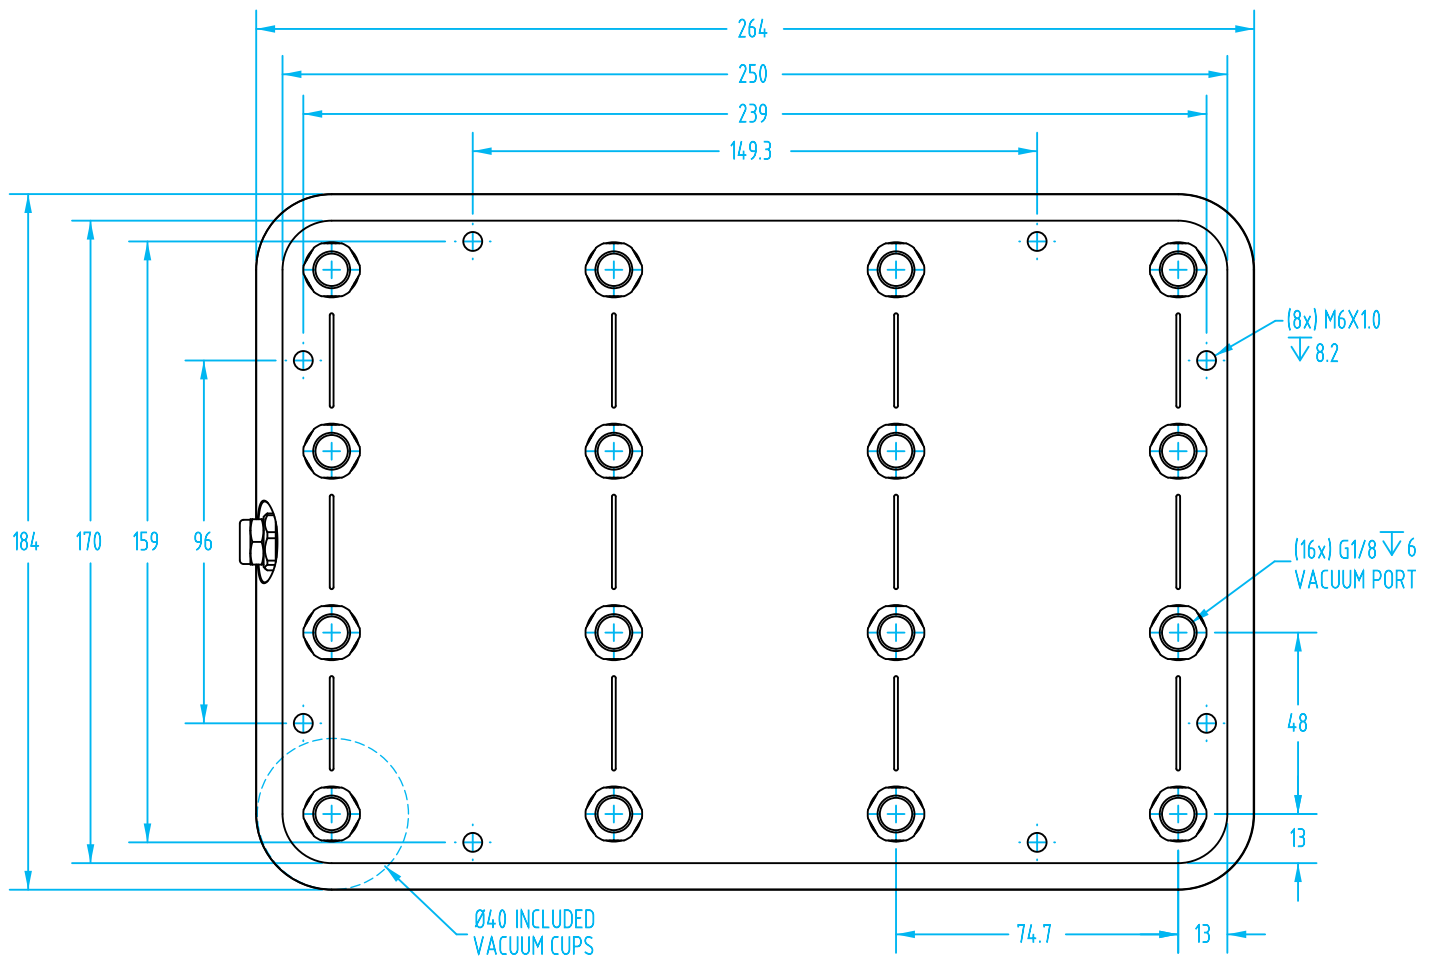 264
250
239
149.3
(8x) M6X1.0
↧ 8.2
184
170
159
96
(16x) G1/8 ↧ 6
VACUUM PORT
48
13
Ø40 INCLUDED
VACUUM CUPS
74.7
13